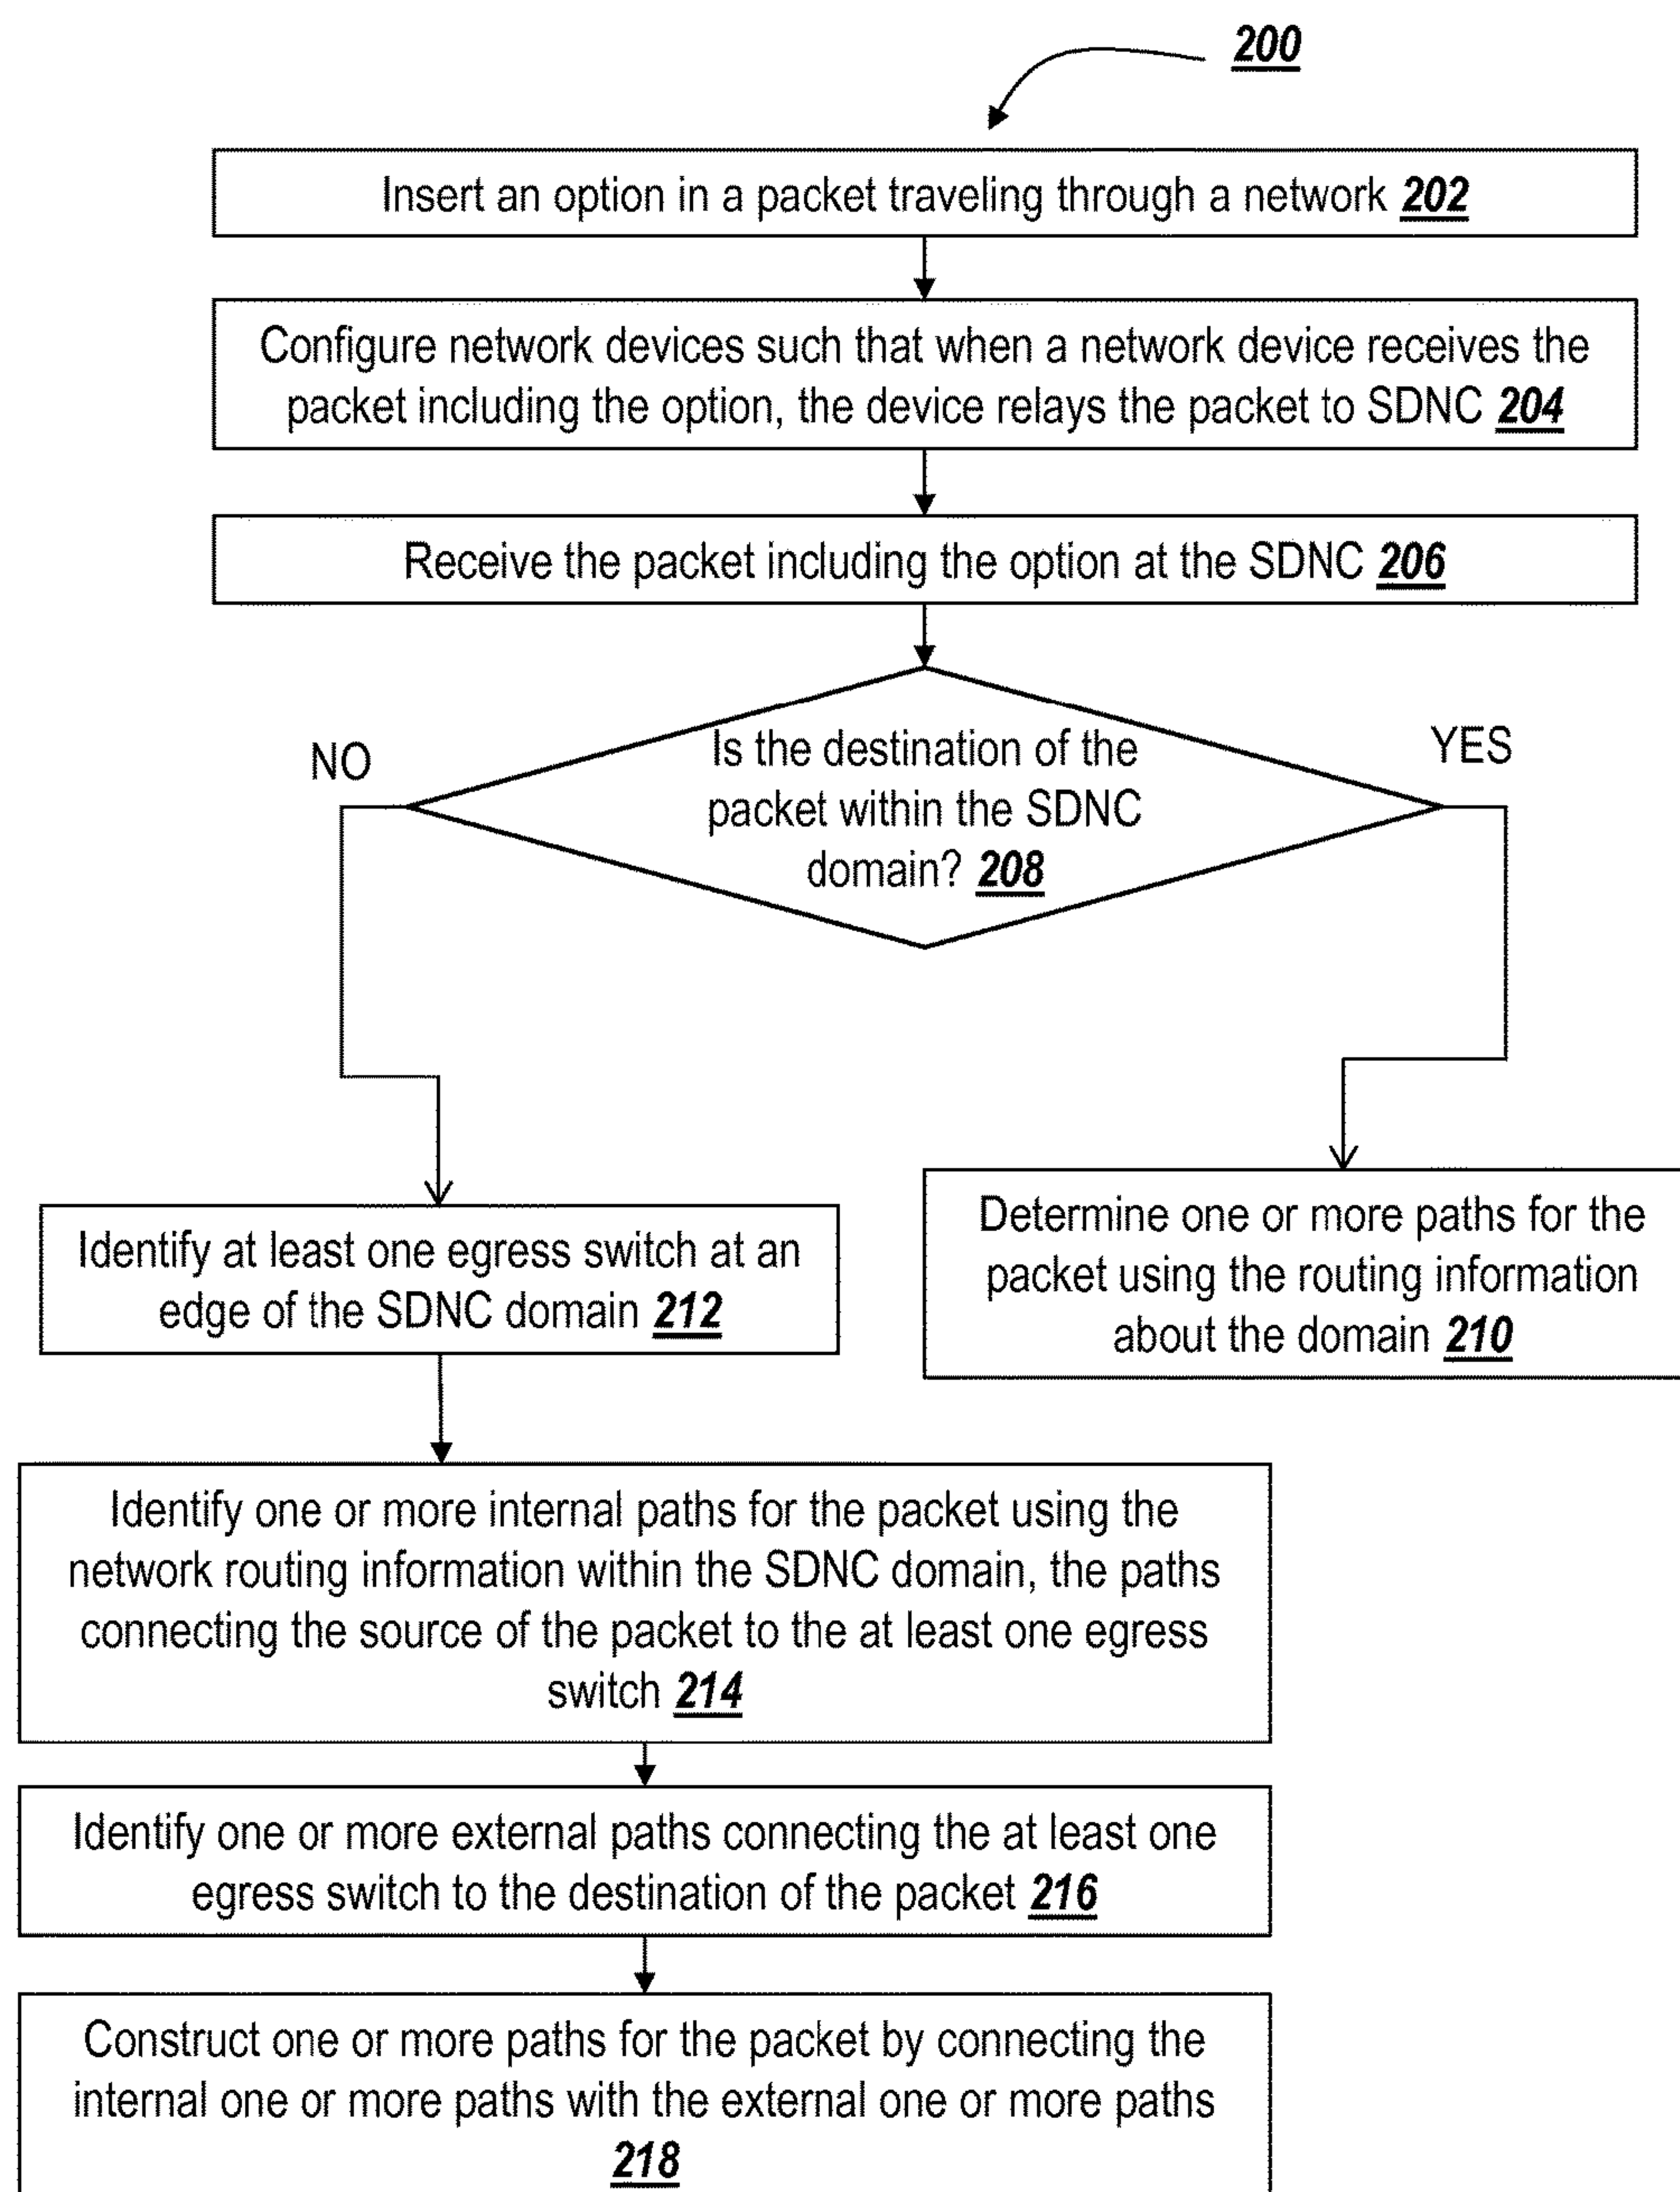 200
Insert an option in a packet traveling through a network 202
Configure network devices such that when a network device receives the
packet including the option, the device relays the packet to SDNC 204
Receive the packet including the option at the SDNC 206
NO
YES
Is the destination of the
packet within the SDNC
domain? 208
Determine one or more paths for the
packet using the routing information
about the domain 210
Identify at least one egress switch at an
edge of the SDNC domain 212
Identify one or more internal paths for the packet using the
network routing information within the SDNC domain, the paths
connecting the source of the packet to the at least one egress
switch 214
Identify one or more external paths connecting the at least one
egress switch to the destination of the packet 216
Construct one or more paths for the packet by connecting the
internal one or more paths with the external one or more paths
218